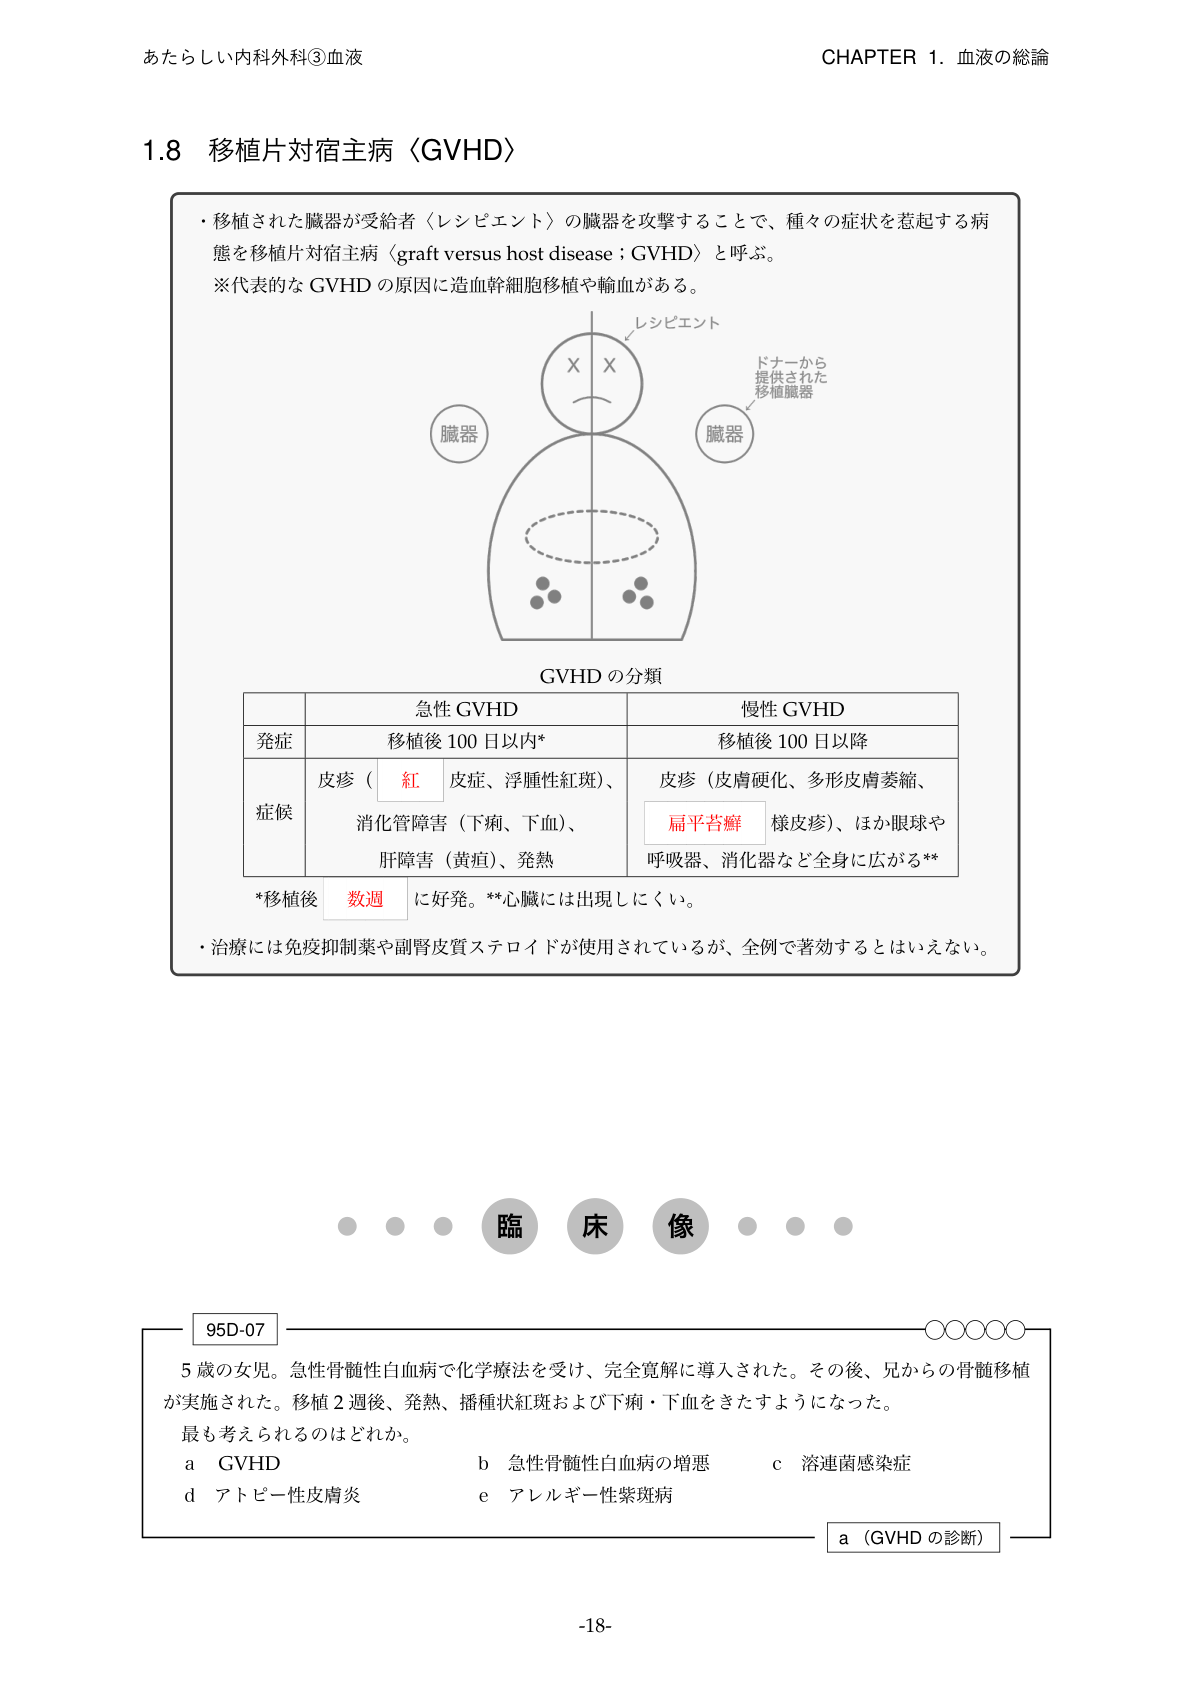 あたらしい内科外科③血液
CHAPTER 1. 血液の総論
1.8 移植片対宿主病〈GVHD〉
・移植された臓器が受給者〈レシピエント〉の臓器を攻撃することで、種々の症状を惹起する病
態を移植片対宿主病〈graft versus host disease；GVHD〉と呼ぶ。
※代表的な GVHD の原因に造血幹細胞移植や輸血がある。
レシピエント
X X
ドナーから
提供された
移植臓器
臓器
臓器
GVHD の分類
急性 GVHD 慢性 GVHD
発症 移植後 100 日以内* 移植後 100 日以降
症候
皮疹（ 紅 皮症、浮腫性紅斑）、
消化管障害（下痢、下血）、
肝障害（黄疸）、発熱
皮疹（皮膚硬化、多形皮膚萎縮、
扁平苔癬 様皮疹）、ほか眼球や
呼吸器、消化器など全身に広がる**
*移植後 数週 に好発。**心臓には出現しにくい。
・治療には免疫抑制薬や副腎皮質ステロイドが使用されているが、全例で著効するとはいえない。
臨 床 像
95D-07
5 歳の女児。急性骨髄性白血病で化学療法を受け、完全寛解に導入された。その後、兄からの骨髄移植
が実施された。移植 2 週後、発熱、播種状紅斑および下痢・下血をきたすようになった。
最も考えられるのはどれか。
a GVHD b 急性骨髄性白血病の増悪 c 溶連菌感染症
d アトピー性皮膚炎 e アレルギー性紫斑病
a （GVHD の診断）
-18-